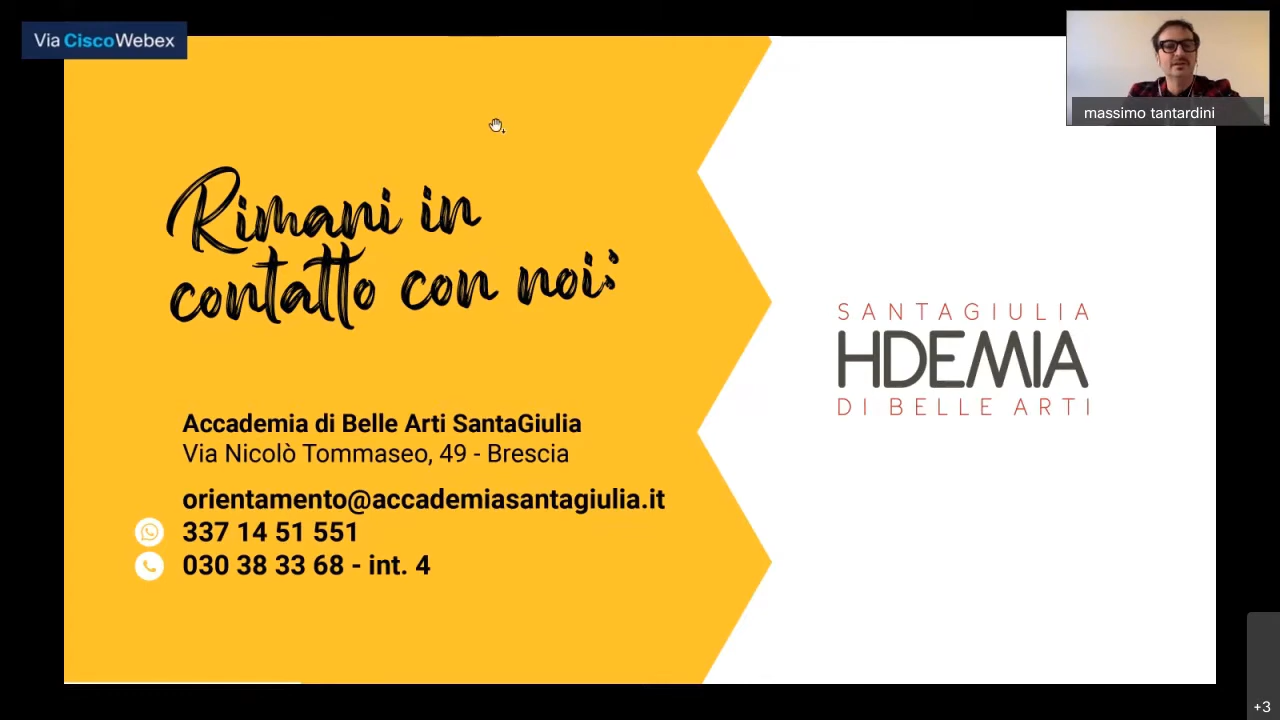 Via CiscoWebex
massimo tantardini
Rimani in
contatto con noi:
SANTAGIULIA
HDEMIA
DI BELLE ARTI
Accademia di Belle Arti SantaGiulia
Via Nicolò Tommaseo, 49 - Brescia
orientamento@accademiasantagiulia.it
337 14 51 551
030 38 33 68 - int. 4
+3